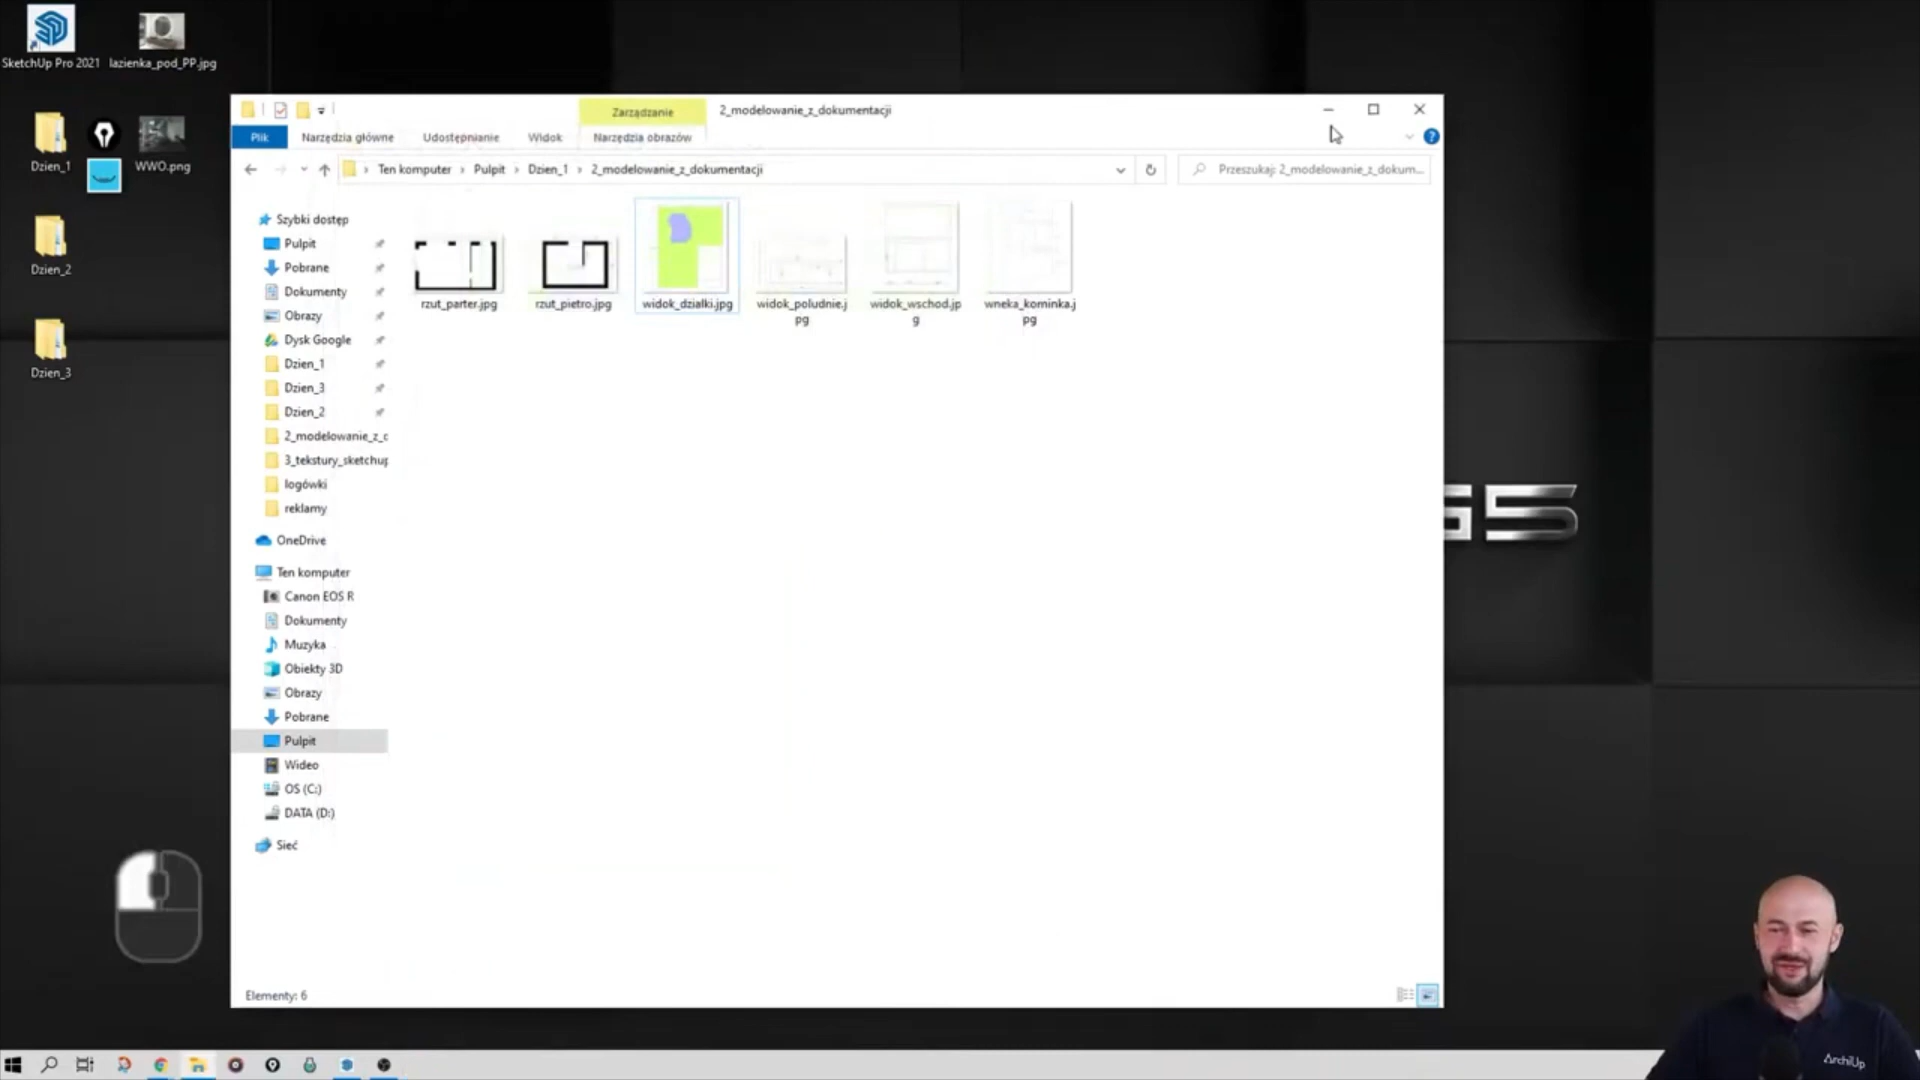 SketchUp Pro 2021
lazienka_pod_PP.jpg
Dzien_1
WWO.png
Dzien_2
Dzien_3
Zarządzanie
2_modelowanie_z_dokumentacji
Plik
Narzędzia główne
Udostępnianie
Widok
Narzędzia obrazów
Ten komputer › Pulpit › Dzien_1 › 2_modelowanie_z_dokumentacji
Przeszukaj: 2_modelowanie_z_dokum...
Szybki dostęp
Pulpit
Pobrane
Dokumenty
Obrazy
Dysk Google
Dzien_1
Dzien_3
Dzien_2
2_modelowanie_z_d
3_tekstury_sketchup
logówki
reklamy
OneDrive
Ten komputer
Canon EOS R
Dokumenty
Muzyka
Obiekty 3D
Obrazy
Pobrane
Pulpit
Wideo
OS (C:)
DATA (D:)
Sieć
rzut_parter.jpg
rzut_pietro.jpg
widok_dzialki.jpg
widok_poludnie.j
pg
widok_wschod.jp
g
wneka_kominka.j
pg
Elementy: 6
G5
ArchiUp